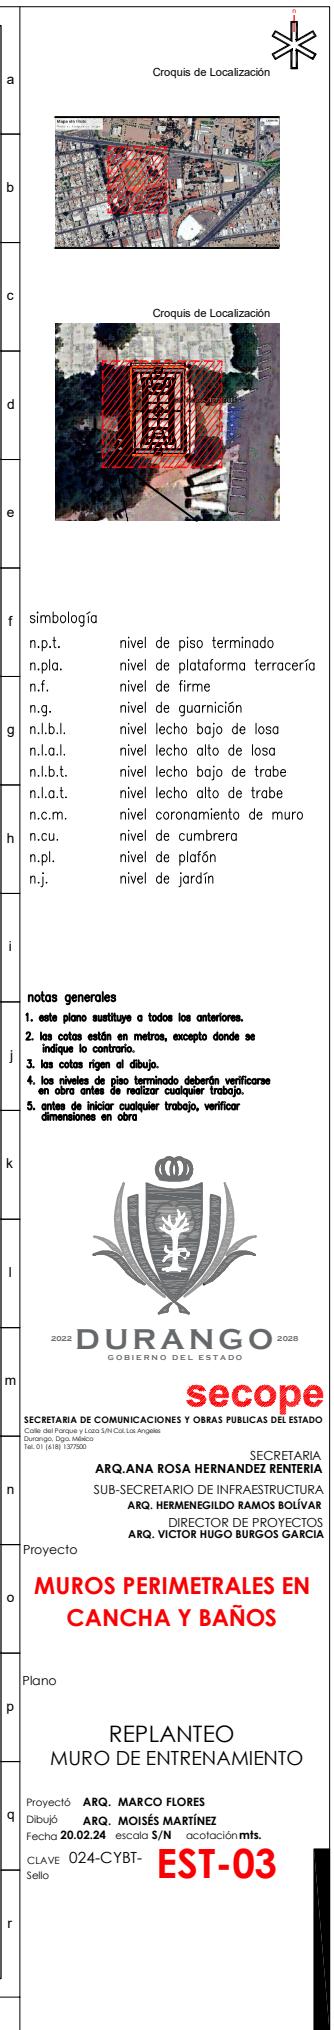 n
Croquis de Localización
a
b
c
Croquis de Localización
d
e
f
simbología
n.p.t. nivel de piso terminado
n.pla. nivel de plataforma terracería
n.f. nivel de firme
n.g. nivel de guarnición
g
n.l.b.l. nivel lecho bajo de losa
n.l.a.l. nivel lecho alto de losa
n.l.b.t. nivel lecho bajo de trabe
n.l.a.t. nivel lecho alto de trabe
n.c.m. nivel coronamiento de muro
h
n.cu. nivel de cumbrera
n.pl. nivel de plafón
n.j. nivel de jardín
i
notas generales
1. este plano sustituye a todos los anteriores.
2. las cotas están en metros, excepto donde se
indique lo contrario.
j
3. las cotas rigen al dibujo.
4. los niveles de piso terminado deberán verificarse
en obra antes de realizar cualquier trabajo.
5. antes de iniciar cualquier trabajo, verificar
dimensiones en obra
k
l
2022 DURANGO 2028
GOBIERNO DEL ESTADO
m
secope
SECRETARIA DE COMUNICACIONES Y OBRAS PUBLICAS DEL ESTADO
Calle del Parque y Loza S/N Col. Los Angeles
Durango, Dgo. México
Tel. 01 (618) 1377500
SECRETARIA
ARQ.ANA ROSA HERNANDEZ RENTERIA
n
SUB-SECRETARIO DE INFRAESTRUCTURA
ARQ. HERMENEGILDO RAMOS BOLÍVAR
DIRECTOR DE PROYECTOS
ARQ. VICTOR HUGO BURGOS GARCIA
Proyecto
o
MUROS PERIMETRALES EN
CANCHA Y BAÑOS
Plano
p
REPLANTEO
MURO DE ENTRENAMIENTO
Proyectó ARQ. MARCO FLORES
q
Dibujó ARQ. MOISÉS MARTÍNEZ
Fecha 20.02.24 escala S/N acotación mts.
CLAVE 024-CYBT- EST-03
Sello
r